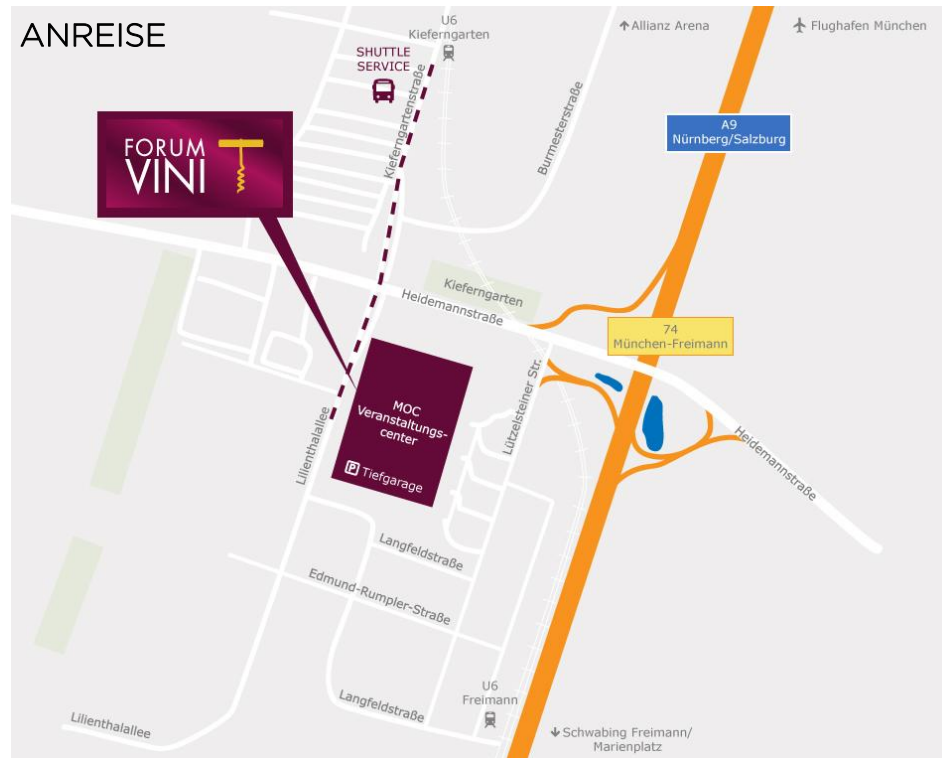 ANREISE
U6
Kieferngarten
Allianz Arena
Flughafen München
SHUTTLE
SERVICE
Kieferngartenstraße
Burmesterstraße
A9
Nürnberg/Salzburg
FORUM
VINI
Kieferngarten
Heidemannstraße
74
München-Freimann
MOC
Veranstaltungs-
center
P Tiefgarage
Lützelsteiner Str.
Lilienthalallee
Heidemannstraße
Langfeldstraße
Edmund-Rumpler-Straße
U6
Freimann
Langfeldstraße
Lilienthalallee
Schwabing Freimann/
Marienplatz